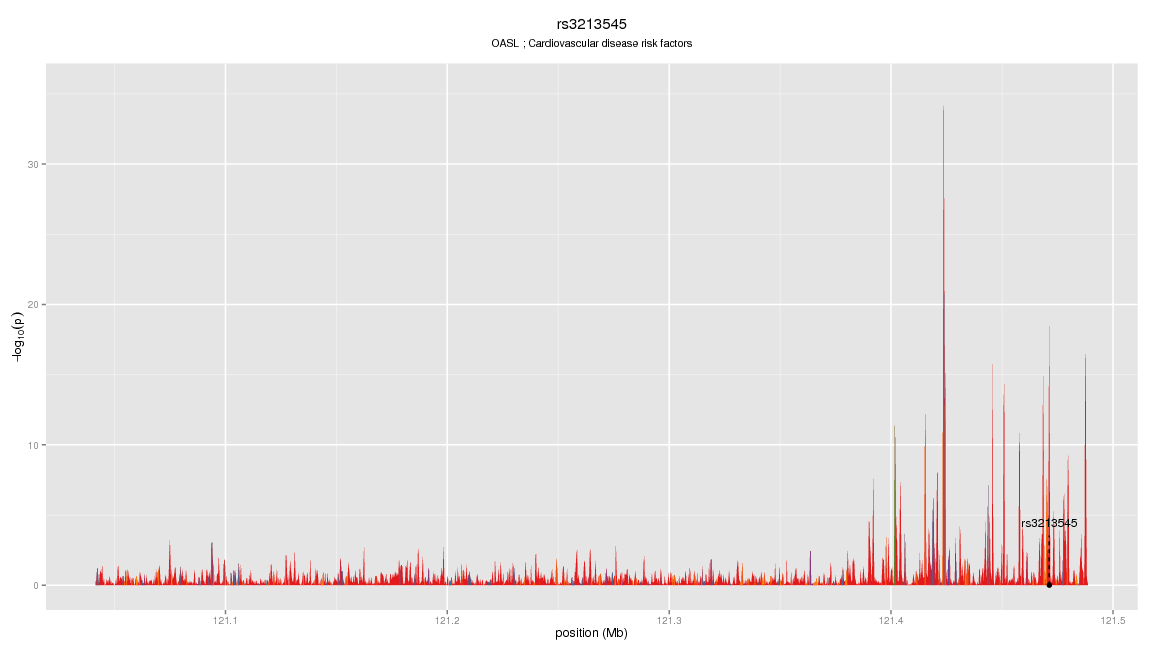 rs3213545
OASL ; Cardiovascular disease risk factors
−log10(p)
30
20
10
0
rs3213545
121.1 121.2 121.3 121.4 121.5
position (Mb)